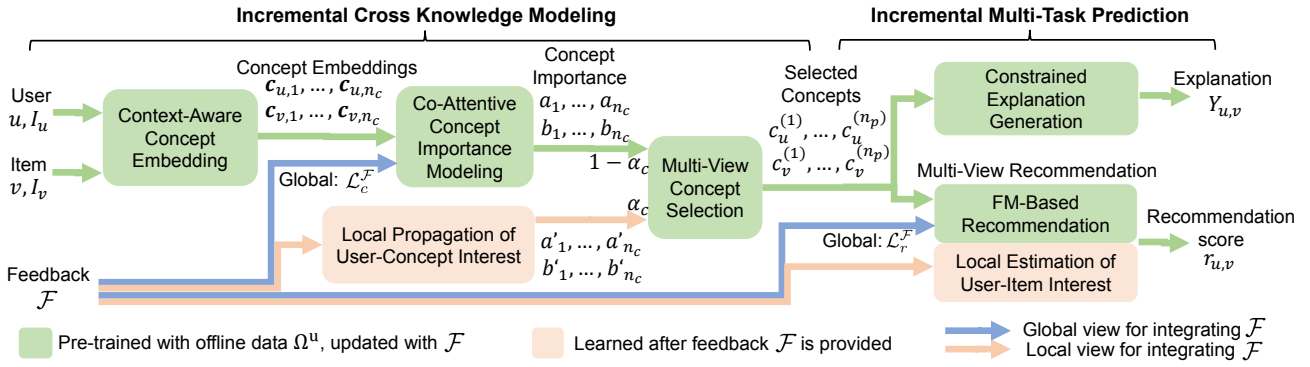 Incremental Cross Knowledge Modeling
Incremental Multi-Task Prediction
User
u, I_u
Item
v, I_v
Context-Aware
Concept
Embedding
Concept Embeddings
c_{u,1}, …, c_{u,n_c}
c_{v,1}, …, c_{v,n_c}
Co-Attentive
Concept
Importance
Modeling
Concept
Importance
a_1, …, a_{n_c}
b_1, …, b_{n_c}
1 − α_c
α_c
Global: ℒ_c^ℱ
Local Propagation of
User-Concept Interest
a'_1, …, a'_{n_c}
b'_1, …, b'_{n_c}
Multi-View
Concept
Selection
Selected
Concepts
c_u^{(1)}, …, c_u^{(n_p)}
c_v^{(1)}, …, c_v^{(n_p)}
Constrained
Explanation
Generation
Explanation
Y_{u,v}
Multi-View Recommendation
FM-Based
Recommendation
Global: ℒ_r^ℱ
Local Estimation of
User-Item Interest
Recommendation
score
r_{u,v}
Feedback
ℱ
Pre-trained with offline data Ω^u, updated with ℱ
Learned after feedback ℱ is provided
Global view for integrating ℱ
Local view for integrating ℱ